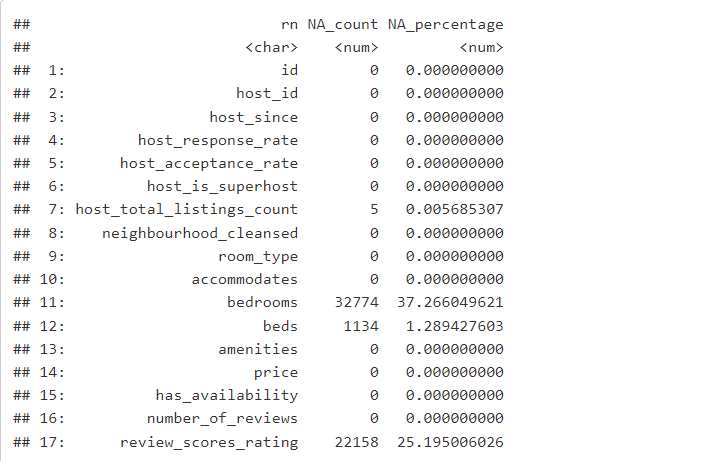 ##                            rn NA_count NA_percentage
##                        <char>    <num>         <num>
##  1:                        id        0   0.000000000
##  2:                   host_id        0   0.000000000
##  3:                host_since        0   0.000000000
##  4:        host_response_rate        0   0.000000000
##  5:      host_acceptance_rate        0   0.000000000
##  6:         host_is_superhost        0   0.000000000
##  7: host_total_listings_count        5   0.005685307
##  8:    neighbourhood_cleansed        0   0.000000000
##  9:                 room_type        0   0.000000000
## 10:              accommodates        0   0.000000000
## 11:                  bedrooms    32774  37.266049621
## 12:                      beds     1134   1.289427603
## 13:                 amenities        0   0.000000000
## 14:                     price        0   0.000000000
## 15:          has_availability        0   0.000000000
## 16:         number_of_reviews        0   0.000000000
## 17:      review_scores_rating    22158  25.195006026